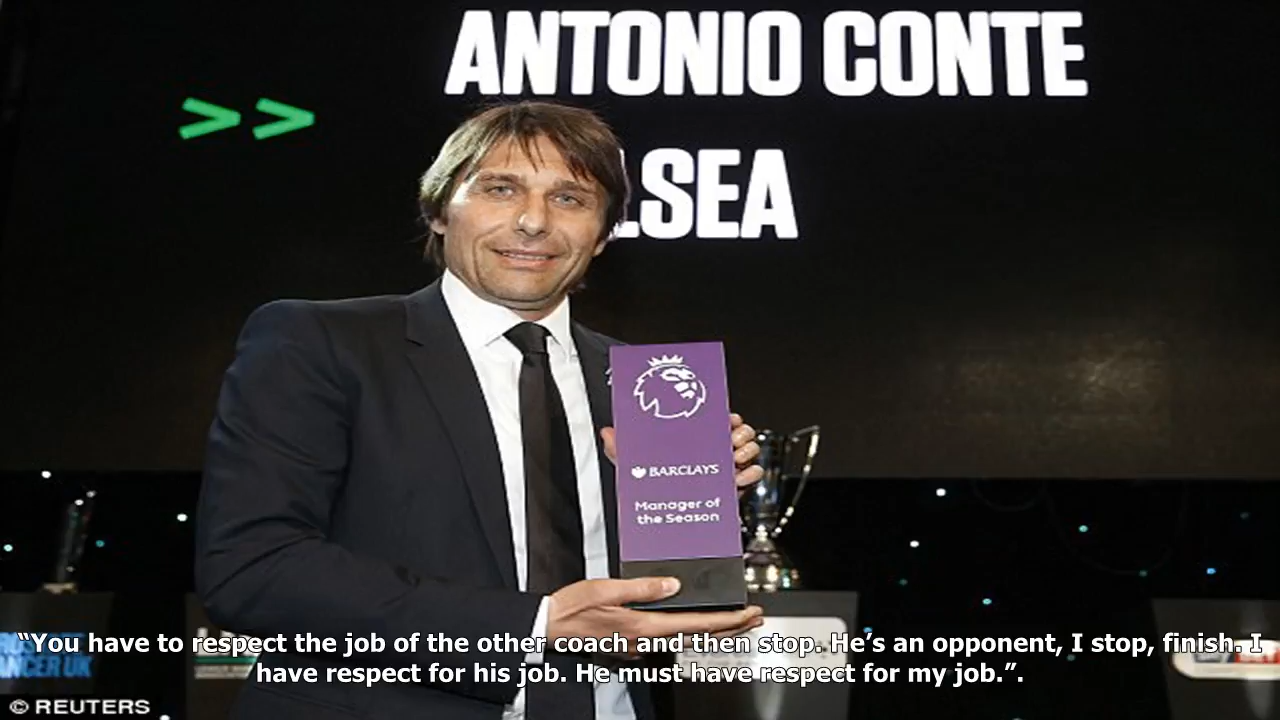 ANTONIO CONTE
>>
LSEA
BARCLAYS
Manager of
the Season
“You have to respect the job of the other coach and then stop. He’s an opponent, I stop, finish. I
have respect for his job. He must have respect for my job.”.
© REUTERS